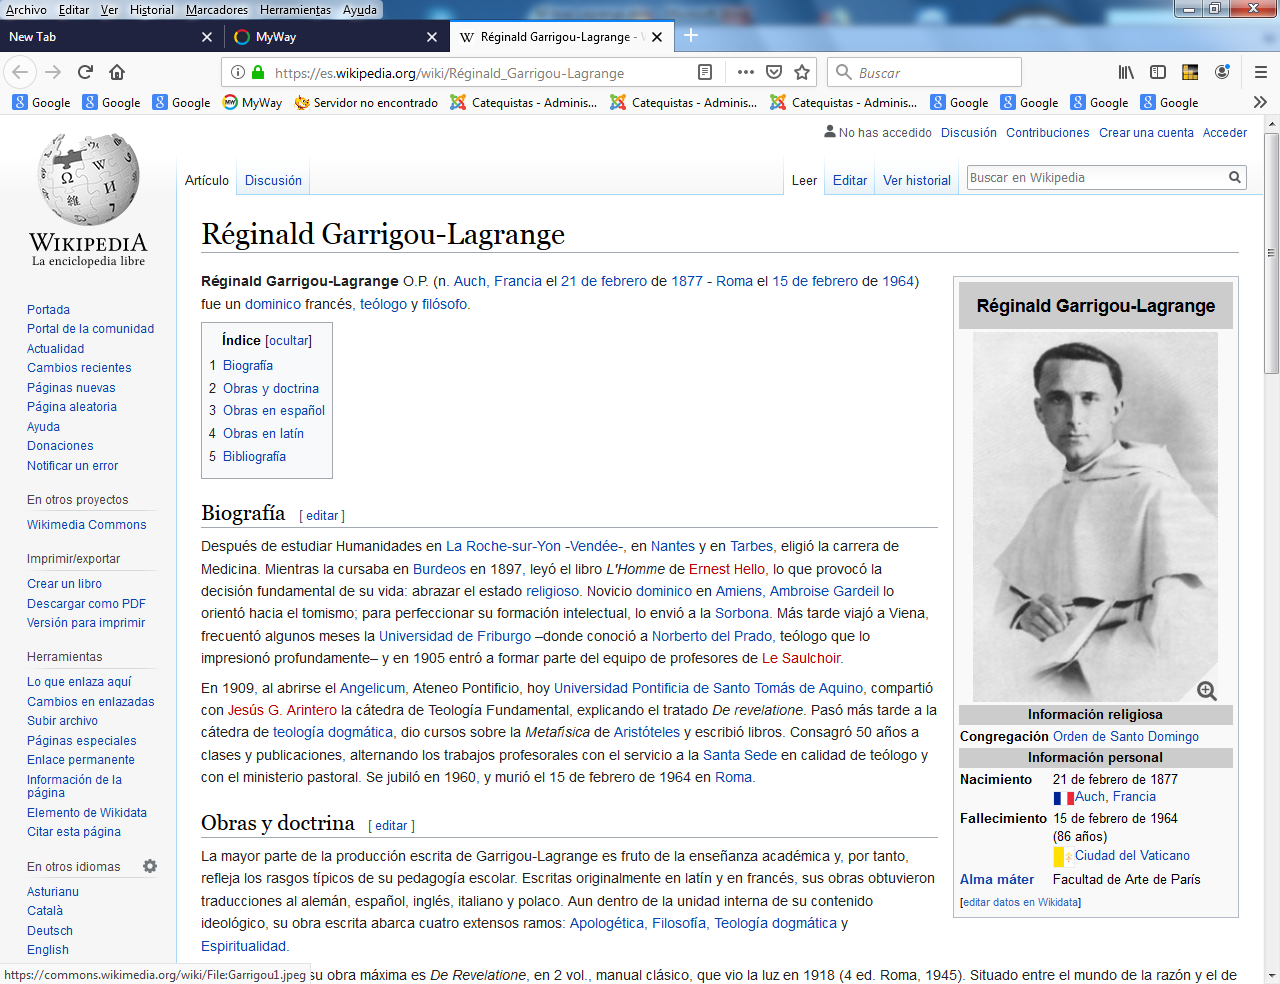 Archivo Editar Ver Historial Marcadores Herramientas Ayuda
New Tab
MyWay
Réginald Garrigou-Lagrange -
https://es.wikipedia.org/wiki/Réginald_Garrigou-Lagrange
Buscar
Google Google Google MyWay Servidor no encontrado Catequistas - Adminis... Catequistas - Adminis... Catequistas - Adminis... Google Google Google Google
No has accedido Discusión Contribuciones Crear una cuenta Acceder
Artículo Discusión Leer Editar Ver historial Buscar en Wikipedia
WIKIPEDIA
La enciclopedia libre
Portada
Portal de la comunidad
Actualidad
Cambios recientes
Páginas nuevas
Página aleatoria
Ayuda
Donaciones
Notificar un error
En otros proyectos
Wikimedia Commons
Imprimir/exportar
Crear un libro
Descargar como PDF
Versión para imprimir
Herramientas
Lo que enlaza aquí
Cambios en enlazadas
Subir archivo
Páginas especiales
Enlace permanente
Información de la
página
Elemento de Wikidata
Citar esta página
En otros idiomas
Asturianu
Català
Deutsch
English
Réginald Garrigou-Lagrange
Réginald Garrigou-Lagrange O.P. (n. Auch, Francia el 21 de febrero de 1877 - Roma el 15 de febrero de 1964)
fue un dominico francés, teólogo y filósofo.
Índice [ocultar]
1 Biografía
2 Obras y doctrina
3 Obras en español
4 Obras en latín
5 Bibliografía
Biografía [ editar ]
Después de estudiar Humanidades en La Roche-sur-Yon -Vendée-, en Nantes y en Tarbes, eligió la carrera de
Medicina. Mientras la cursaba en Burdeos en 1897, leyó el libro L'Homme de Ernest Hello, lo que provocó la
decisión fundamental de su vida: abrazar el estado religioso. Novicio dominico en Amiens, Ambroise Gardeil lo
orientó hacia el tomismo; para perfeccionar su formación intelectual, lo envió a la Sorbona. Más tarde viajó a Viena,
frecuentó algunos meses la Universidad de Friburgo –donde conoció a Norberto del Prado, teólogo que lo
impresionó profundamente– y en 1905 entró a formar parte del equipo de profesores de Le Saulchoir.
En 1909, al abrirse el Angelicum, Ateneo Pontificio, hoy Universidad Pontificia de Santo Tomás de Aquino, compartió
con Jesús G. Arintero la cátedra de Teología Fundamental, explicando el tratado De revelatione. Pasó más tarde a la
cátedra de teología dogmática, dio cursos sobre la Metafísica de Aristóteles y escribió libros. Consagró 50 años a
clases y publicaciones, alternando los trabajos profesorales con el servicio a la Santa Sede en calidad de teólogo y
con el ministerio pastoral. Se jubiló en 1960, y murió el 15 de febrero de 1964 en Roma.
Obras y doctrina [ editar ]
La mayor parte de la producción escrita de Garrigou-Lagrange es fruto de la enseñanza académica y, por tanto,
refleja los rasgos típicos de su pedagogía escolar. Escritas originalmente en latín y en francés, sus obras obtuvieron
traducciones al alemán, español, inglés, italiano y polaco. Aun dentro de la unidad interna de su contenido
ideológico, su obra escrita abarca cuatro extensos ramos: Apologética, Filosofía, Teología dogmática y
Espiritualidad.
su obra máxima es De Revelatione, en 2 vol., manual clásico, que vio la luz en 1918 (4 ed. Roma, 1945). Situado entre el mundo de la razón y el de
Réginald Garrigou-Lagrange
Información religiosa
Congregación Orden de Santo Domingo
Información personal
Nacimiento 21 de febrero de 1877
Auch, Francia
Fallecimiento 15 de febrero de 1964
(86 años)
Ciudad del Vaticano
Alma máter Facultad de Arte de París
[editar datos en Wikidata]
https://commons.wikimedia.org/wiki/File:Garrigou1.jpeg